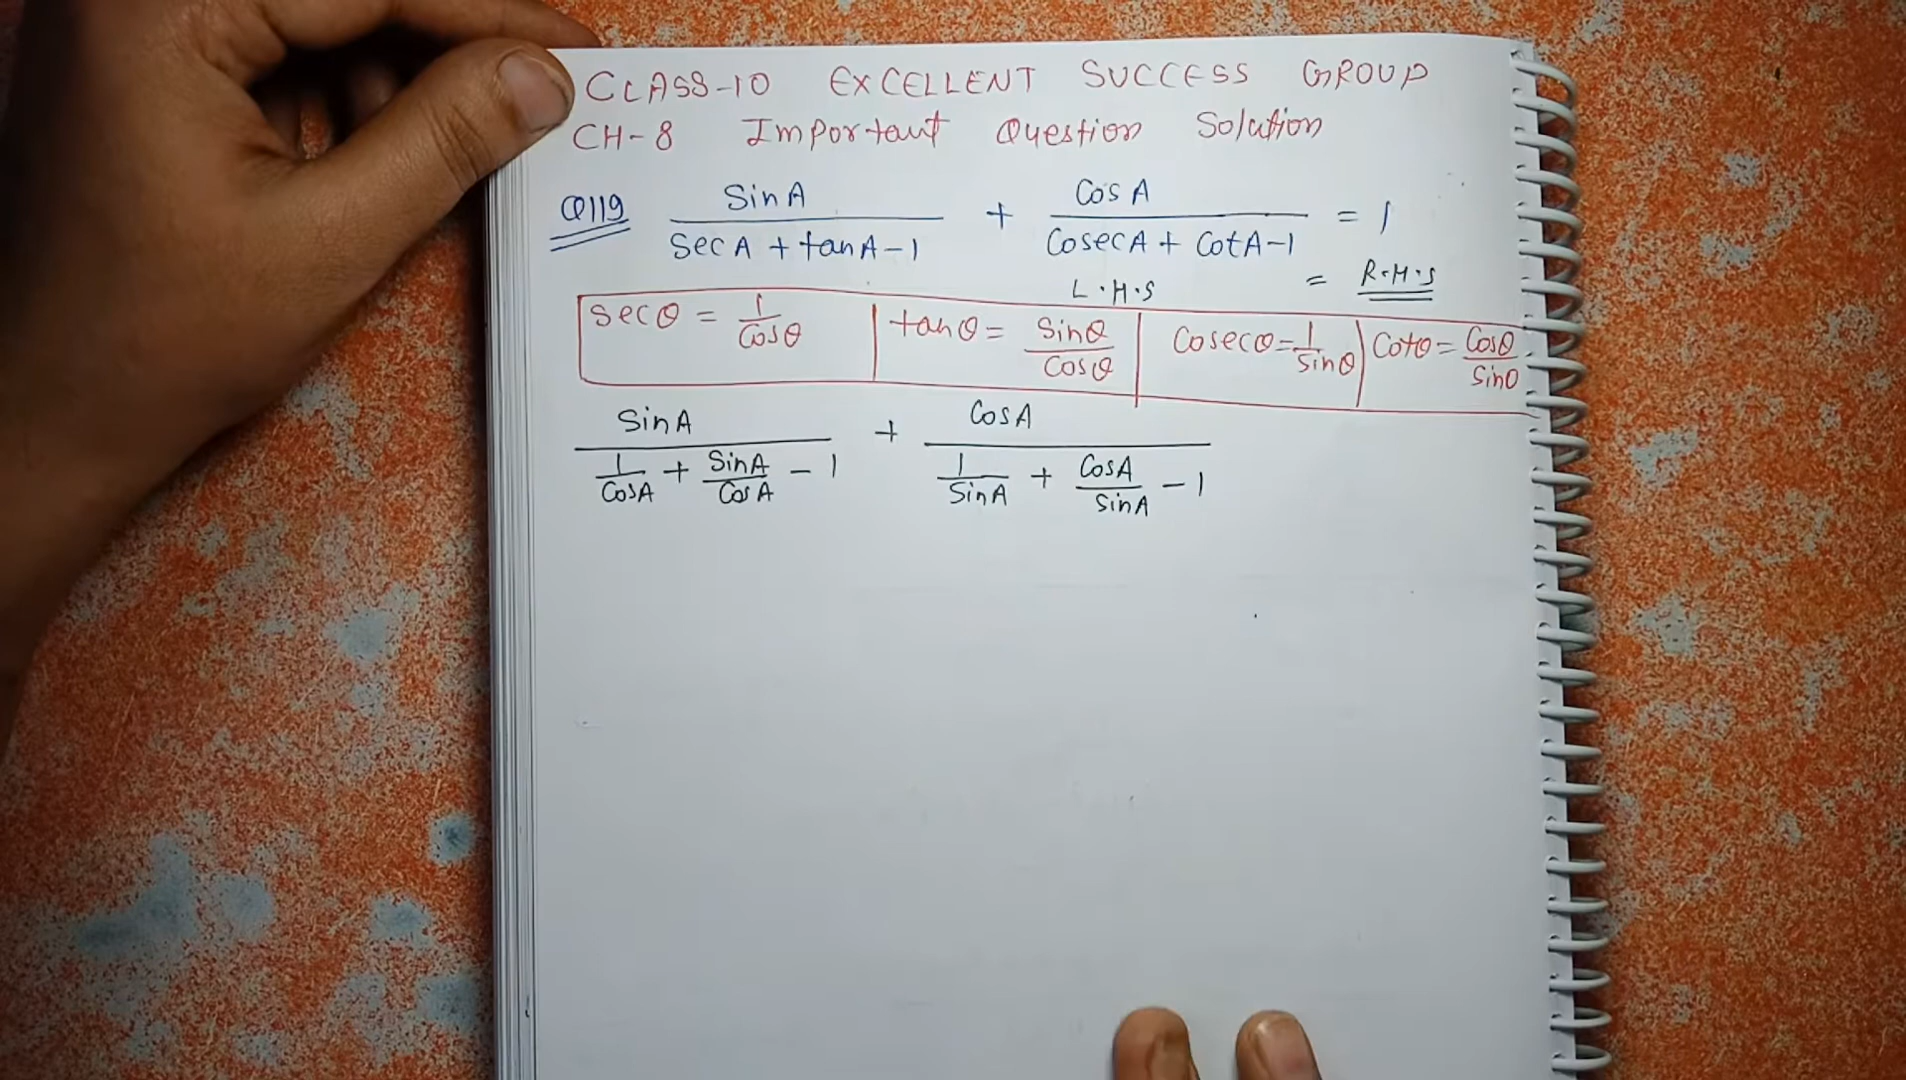 CLASS-10 EXCELLENT SUCCESS GROUP
CH-8 Important Question Solution
Q119 SinA / (SecA + tanA - 1) + CosA / (CosecA + CotA - 1) = 1
L.H.S = R.H.S
secθ = 1/Cosθ | tanθ = Sinθ/Cosθ | Cosecθ = 1/Sinθ | Cotθ = Cosθ/Sinθ
SinA / (1/CosA + SinA/CosA - 1) + CosA / (1/SinA + CosA/SinA - 1)